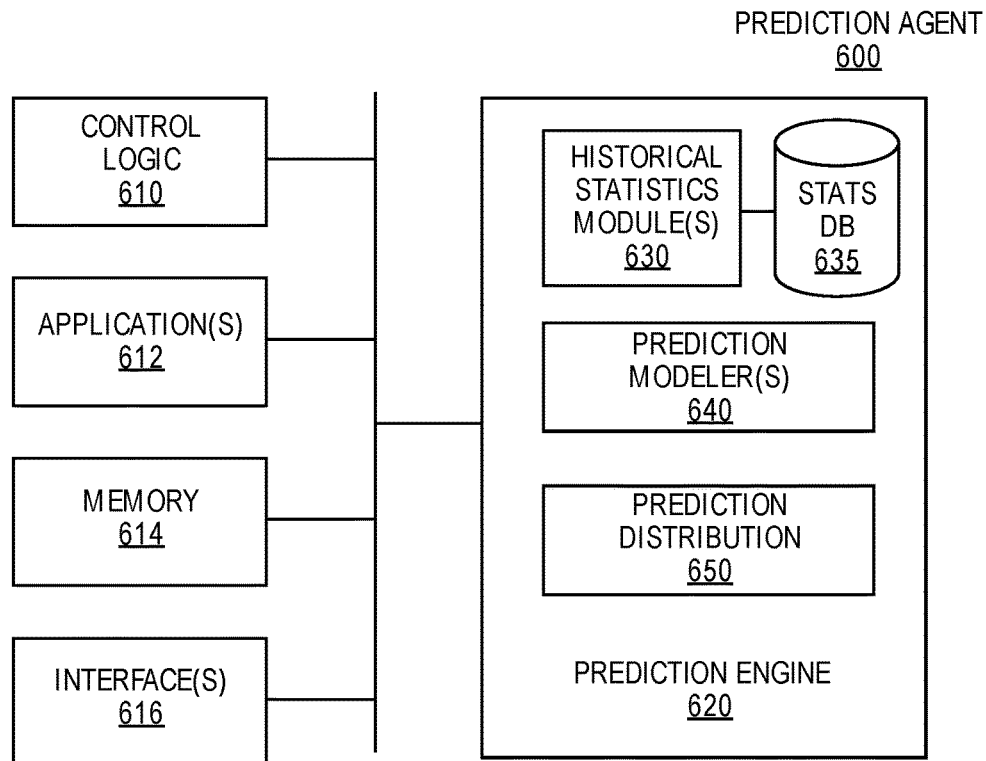 PREDICTION AGENT
600
CONTROL
LOGIC
610
APPLICATION(S)
612
MEMORY
614
INTERFACE(S)
616
HISTORICAL
STATISTICS
MODULE(S)
630
STATS
DB
635
PREDICTION
MODELER(S)
640
PREDICTION
DISTRIBUTION
650
PREDICTION ENGINE
620